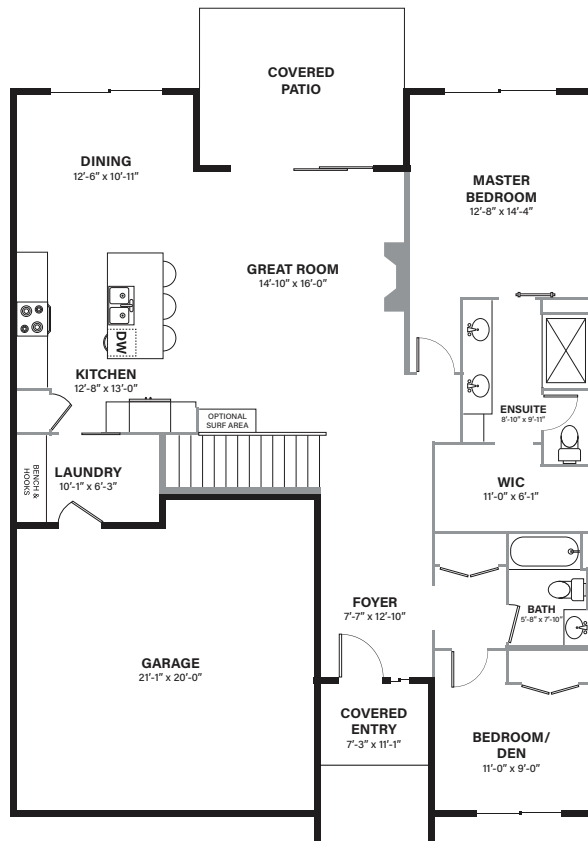 COVERED
PATIO
DINING
12'-6" x 10'-11"
MASTER
BEDROOM
12'-8" x 14'-4"
GREAT ROOM
14'-10" x 16'-0"
DW
KITCHEN
12'-8" x 13'-0"
OPTIONAL
SURF AREA
ENSUITE
8'-10" x 9'-11"
LAUNDRY
10'-1" x 6'-3"
BENCH &
HOOKS
WIC
11'-0" x 6'-1"
FOYER
7'-7" x 12'-10"
BATH
5'-8" x 7'-10"
GARAGE
21'-1" x 20'-0"
COVERED
ENTRY
7'-3" x 11'-1"
BEDROOM/
DEN
11'-0" x 9'-0"